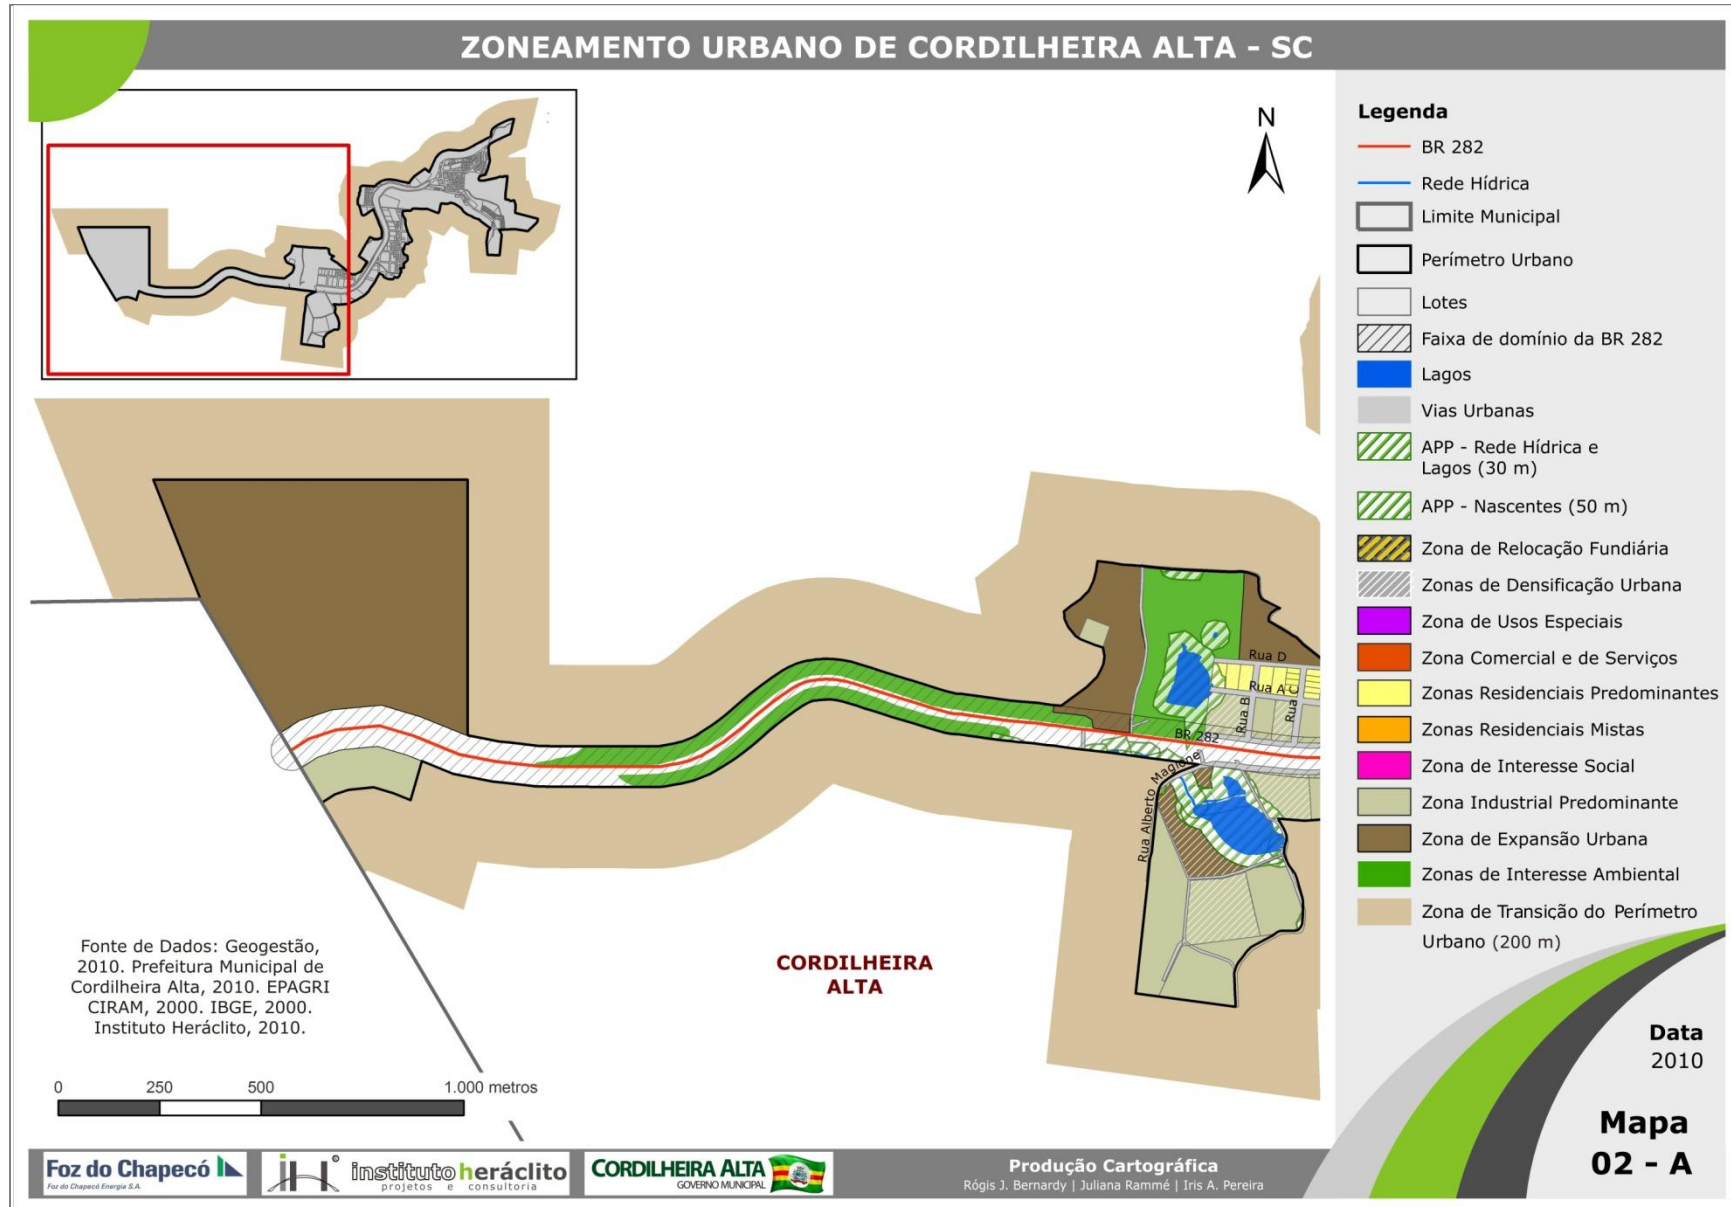 ZONEAMENTO URBANO DE CORDILHEIRA ALTA - SC
N
Legenda
BR 282
Rede Hídrica
Limite Municipal
Perímetro Urbano
Lotes
Faixa de domínio da BR 282
Lagos
Vias Urbanas
APP - Rede Hídrica e
Lagos (30 m)
APP - Nascentes (50 m)
Zona de Relocação Fundiária
Zonas de Densificação Urbana
Zona de Usos Especiais
Zona Comercial e de Serviços
Zonas Residenciais Predominantes
Zonas Residenciais Mistas
Zona de Interesse Social
Zona Industrial Predominante
Zona de Expansão Urbana
Zonas de Interesse Ambiental
Zona de Transição do Perímetro
Urbano (200 m)
Rua D
Rua A
Rua C
Rua B
BR 282
Rua Alberto Magione
CORDILHEIRA
ALTA
Fonte de Dados: Geogestão,
2010. Prefeitura Municipal de
Cordilheira Alta, 2010. EPAGRI
CIRAM, 2000. IBGE, 2000.
Instituto Heráclito, 2010.
0 250 500 1.000 metros
Data
2010
Mapa
02 - A
Foz do Chapecó
Foz do Chapecó Energia S.A.
iH
instituto heráclito
projetos e consultoria
CORDILHEIRA ALTA
GOVERNO MUNICIPAL
Produção Cartográfica
Rógis J. Bernardy | Juliana Rammé | Iris A. Pereira